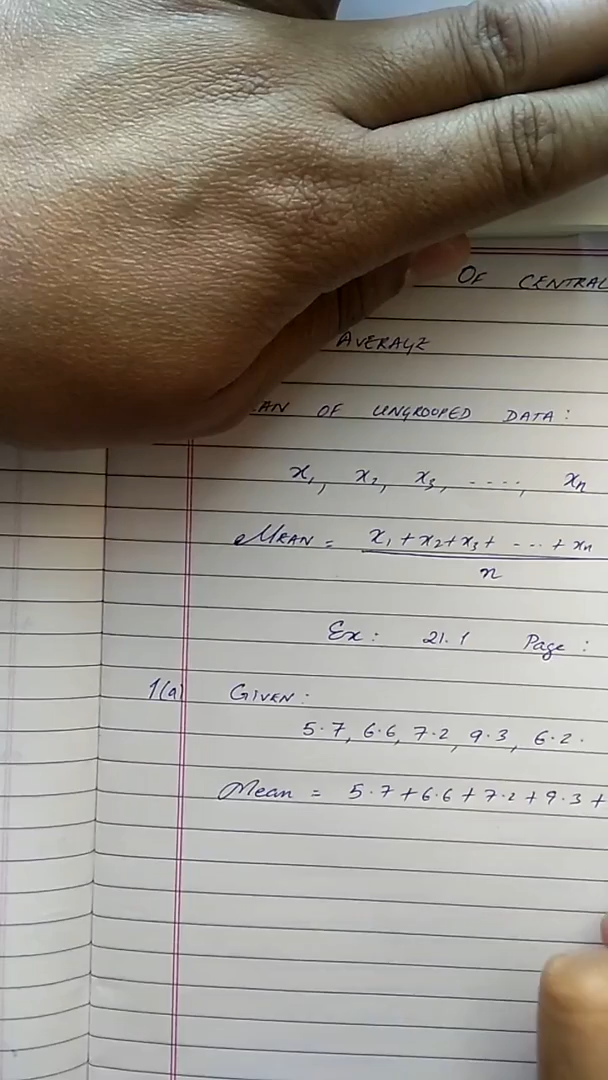 OF CENTRAL
AVERAGE
AN OF UNGROOPED DATA:
x₁, x₂, x₃, ----, xₙ
MEAN = x₁ + x₂ + x₃ + --- + xₙ
n
Ex: 21.1 Page:
1(a) GIVEN:
5.7, 6.6, 7.2, 9.3, 6.2.
Mean = 5.7 + 6.6 + 7.2 + 9.3 +